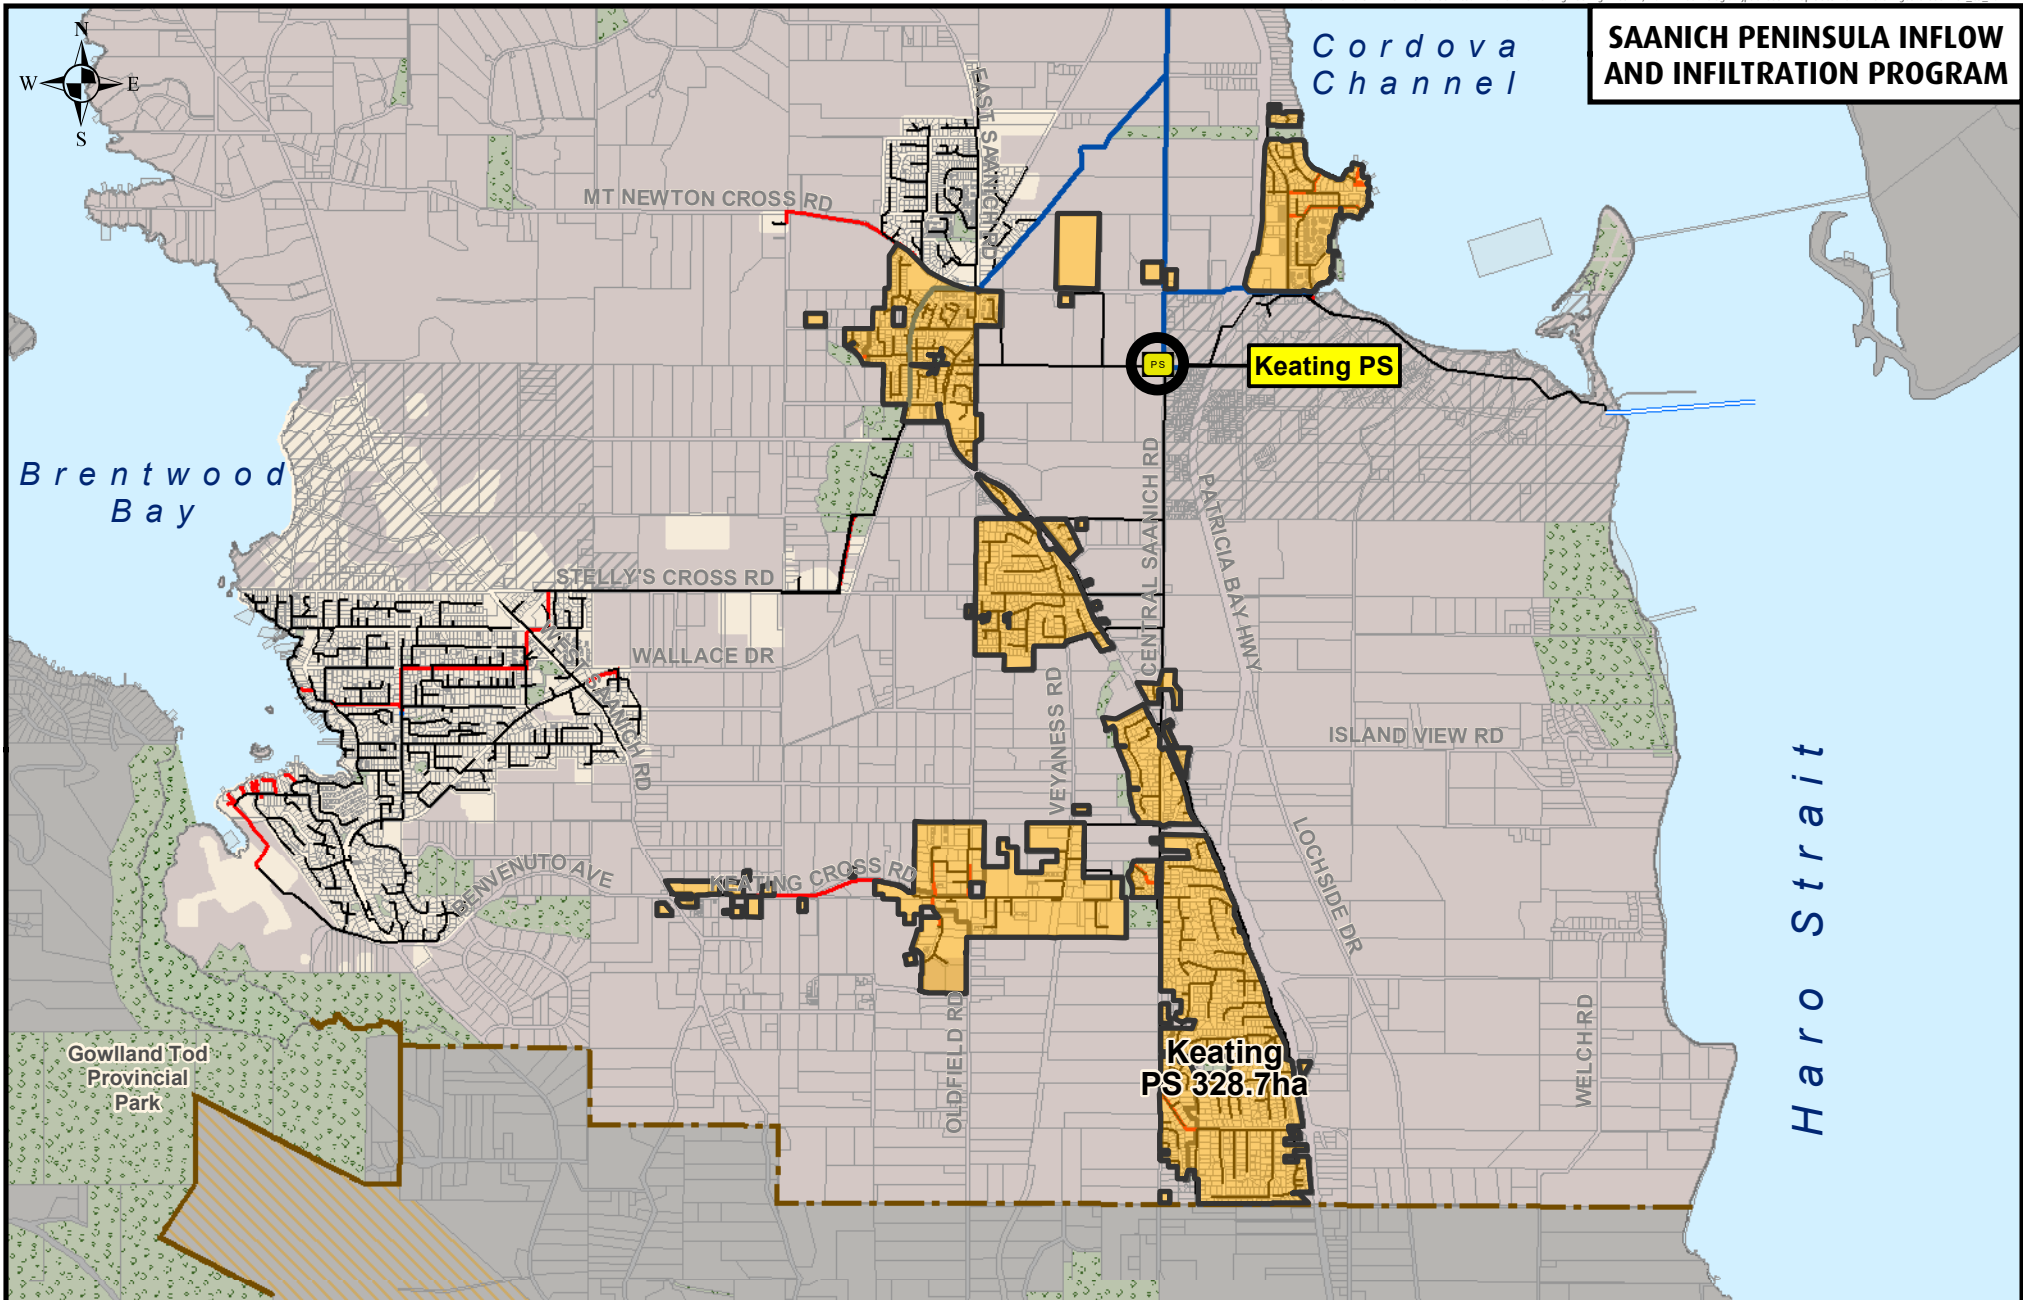 SAANICH PENINSULA INFLOW
AND INFILTRATION PROGRAM
N
W
E
S
Cordova
Channel
EAST SAANICH RD
MT NEWTON CROSS RD
PS
Keating PS
Brentwood
Bay
CENTRAL SAANICH RD
PATRICIA BAY HWY
STELLY'S CROSS RD
WALLACE DR
WEST SAANICH RD
VEYANESS RD
ISLAND VIEW RD
Haro Strait
LOCHSIDE DR
BENVENUTO AVE
KEATING CROSS RD
OLDFIELD RD
WELCH RD
Keating
PS 328.7ha
Gowlland Tod
Provincial
Park